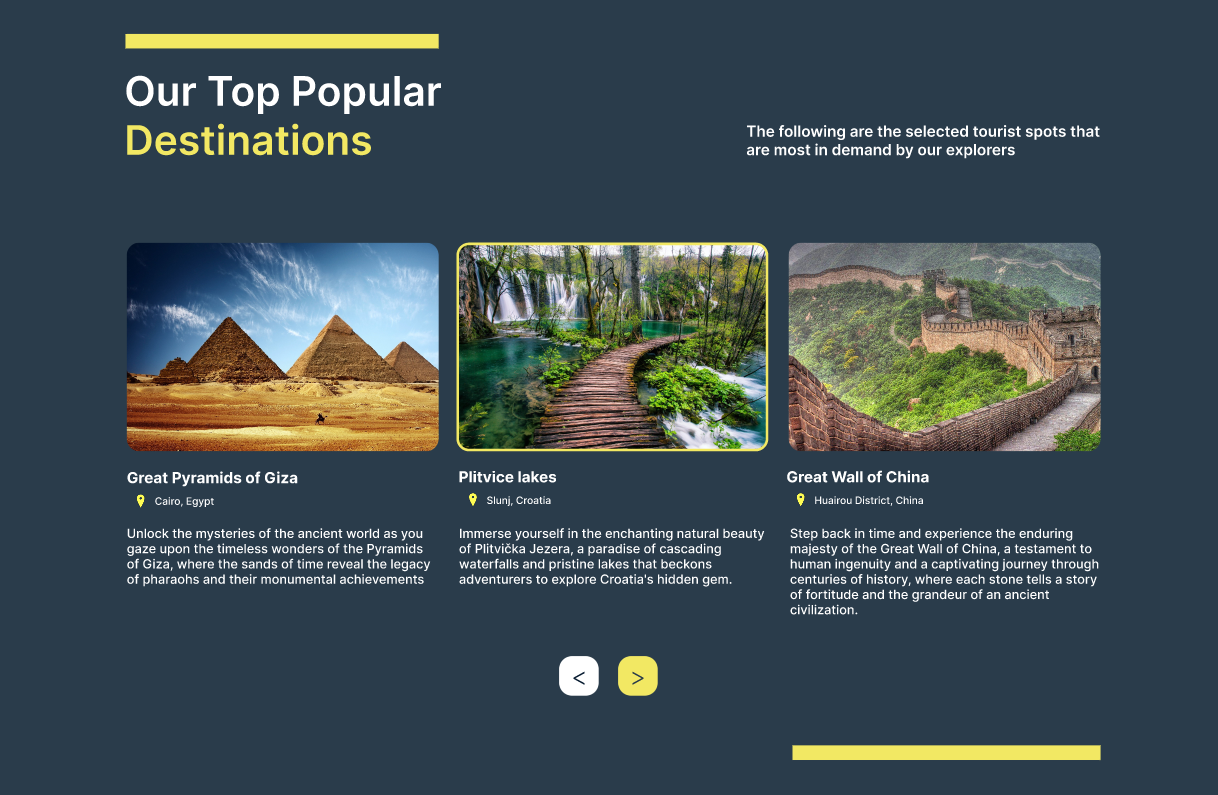 Our Top Popular
Destinations
The following are the selected tourist spots that
are most in demand by our explorers
Great Pyramids of Giza
Cairo, Egypt
Unlock the mysteries of the ancient world as you
gaze upon the timeless wonders of the Pyramids
of Giza, where the sands of time reveal the legacy
of pharaohs and their monumental achievements
Plitvice lakes
Slunj, Croatia
Immerse yourself in the enchanting natural beauty
of Plitvička Jezera, a paradise of cascading
waterfalls and pristine lakes that beckons
adventurers to explore Croatia's hidden gem.
Great Wall of China
Huairou District, China
Step back in time and experience the enduring
majesty of the Great Wall of China, a testament to
human ingenuity and a captivating journey through
centuries of history, where each stone tells a story
of fortitude and the grandeur of an ancient
civilization.
< >